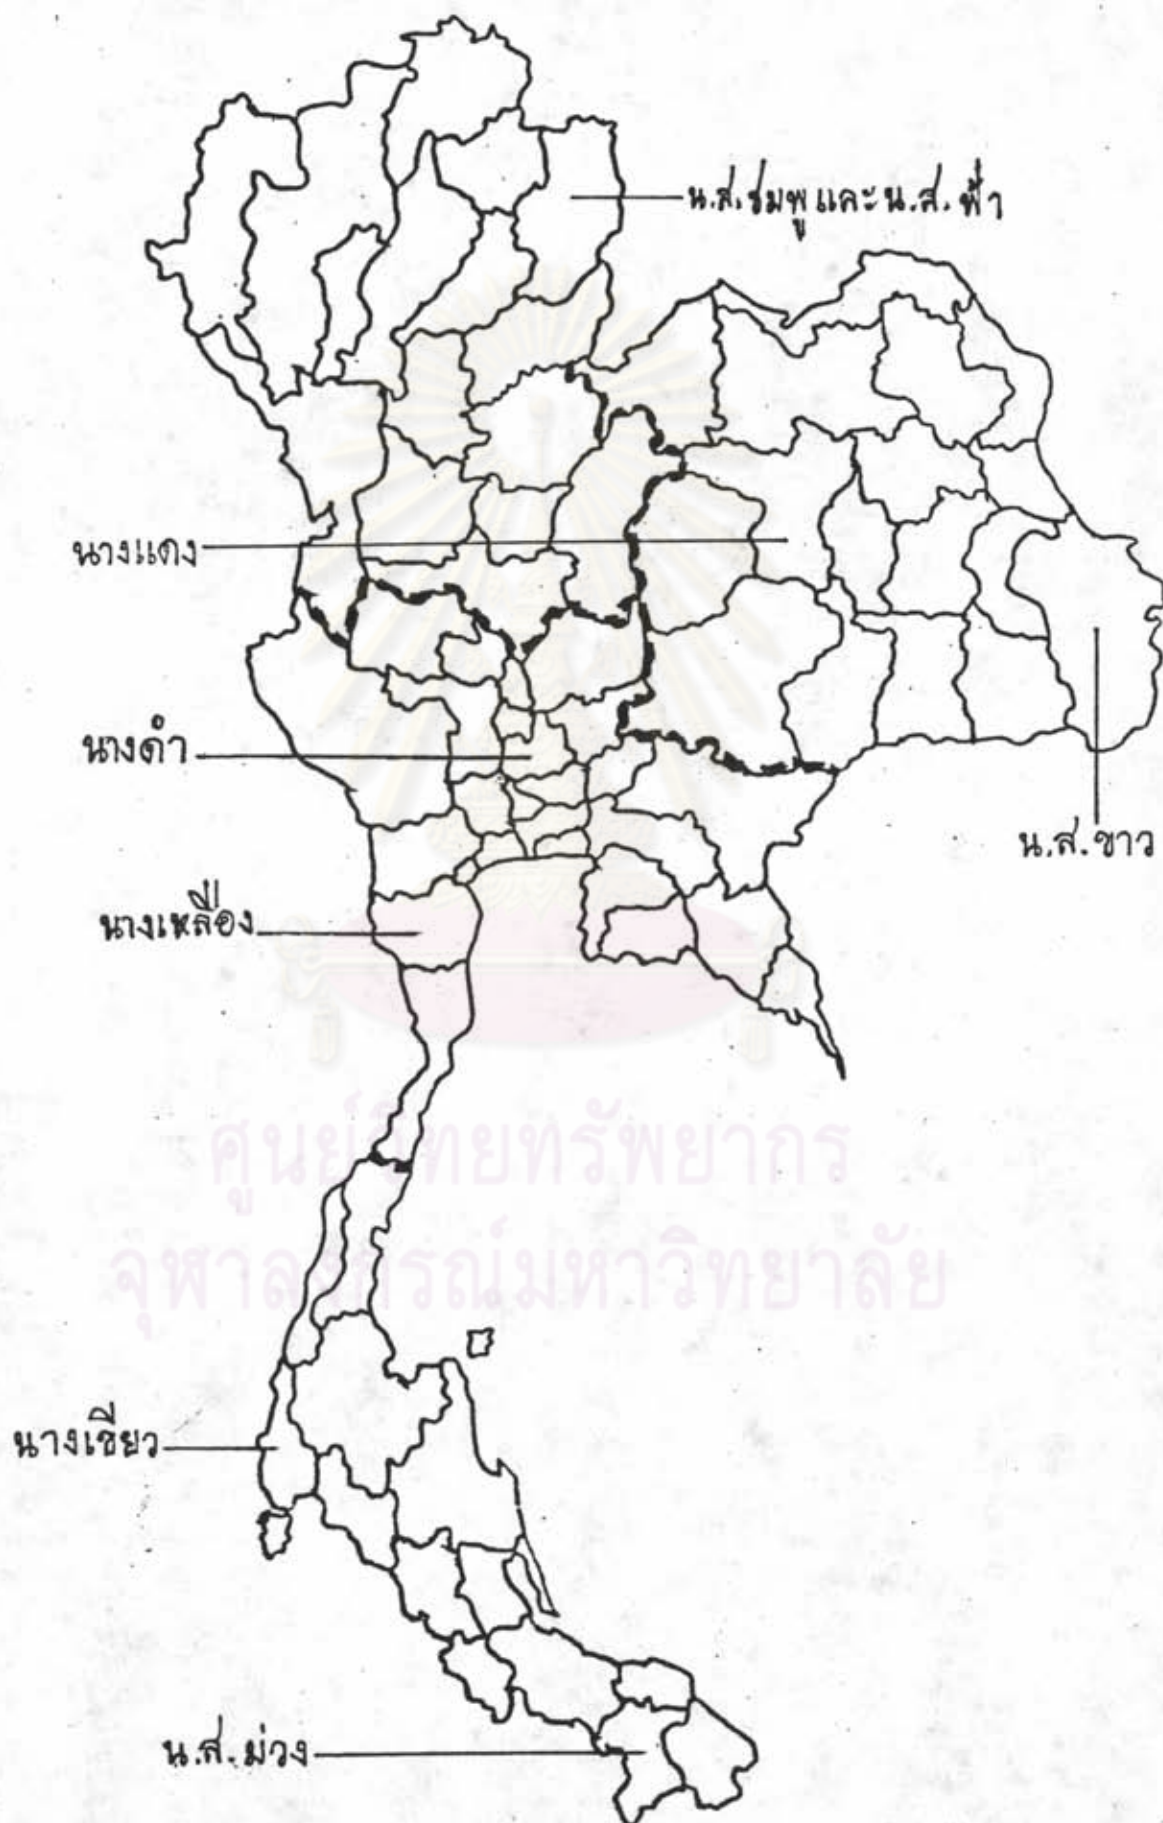 น.ส.ชมพูและน.ส.ฟ้า
นางแดง
นางดำ
น.ส.ขาว
นางเหลือง
ศูนย์วิทยทรัพยากร
จุฬาลงกรณ์มหาวิทยาลัย
นางเขียว
น.ส.ม่วง